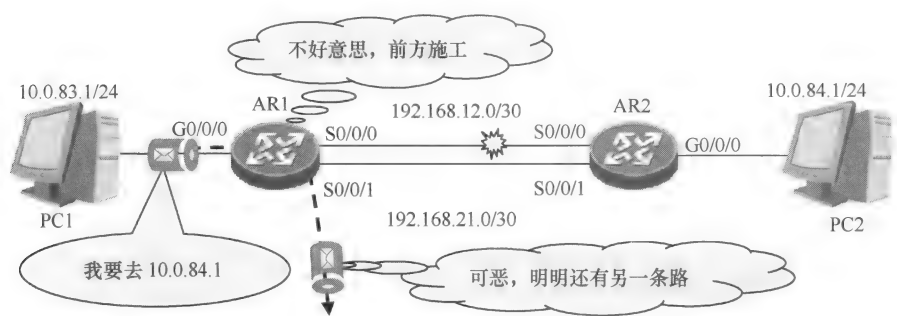 不好意思，前方施工
10.0.83.1/24
AR1
192.168.12.0/30
AR2
10.0.84.1/24
G0/0/0
S0/0/0
S0/0/0
G0/0/0
S0/0/1
S0/0/1
PC1
192.168.21.0/30
PC2
我要去 10.0.84.1
可恶，明明还有另一条路